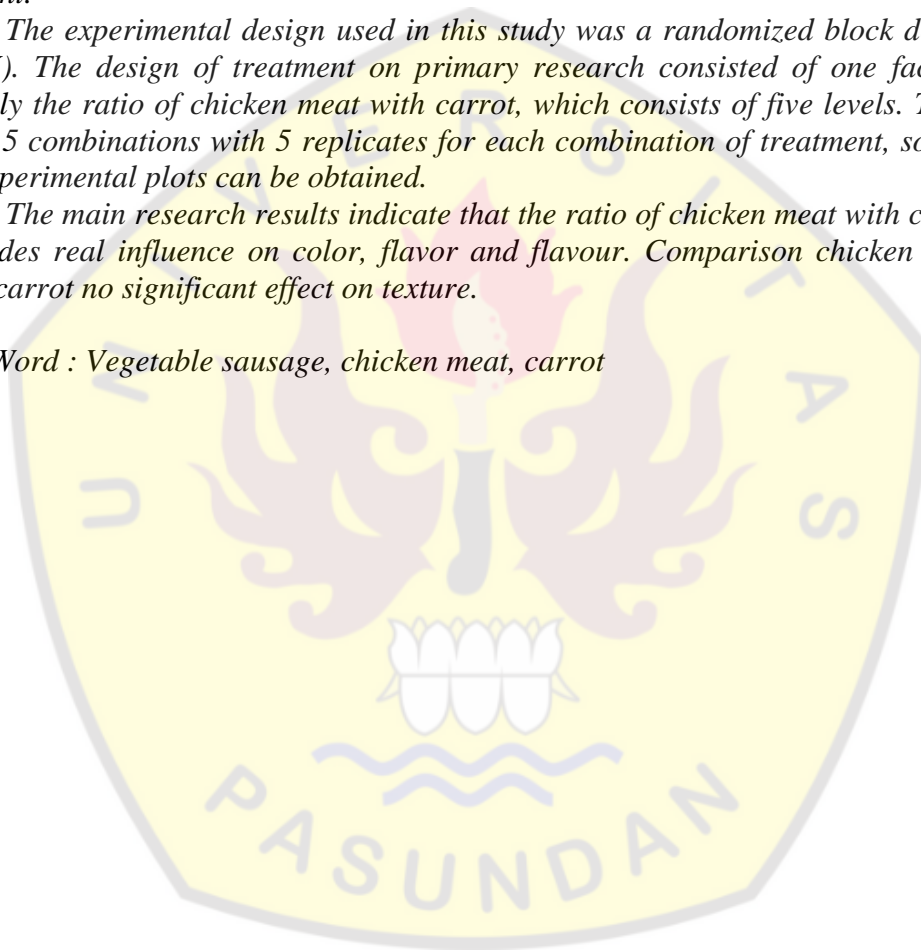 The experimental design used in this study was a randomized block d
). The design of treatment on primary research consisted of one fac
ly the ratio of chicken meat with carrot, which consists of five levels. T
5 combinations with 5 replicates for each combination of treatment, so
perimental plots can be obtained.
The main research results indicate that the ratio of chicken meat with c
des real influence on color, flavor and flavour. Comparison chicken
carrot no significant effect on texture.
Word : Vegetable sausage, chicken meat, carrot
UNIVERSITAS
PASUNDAN